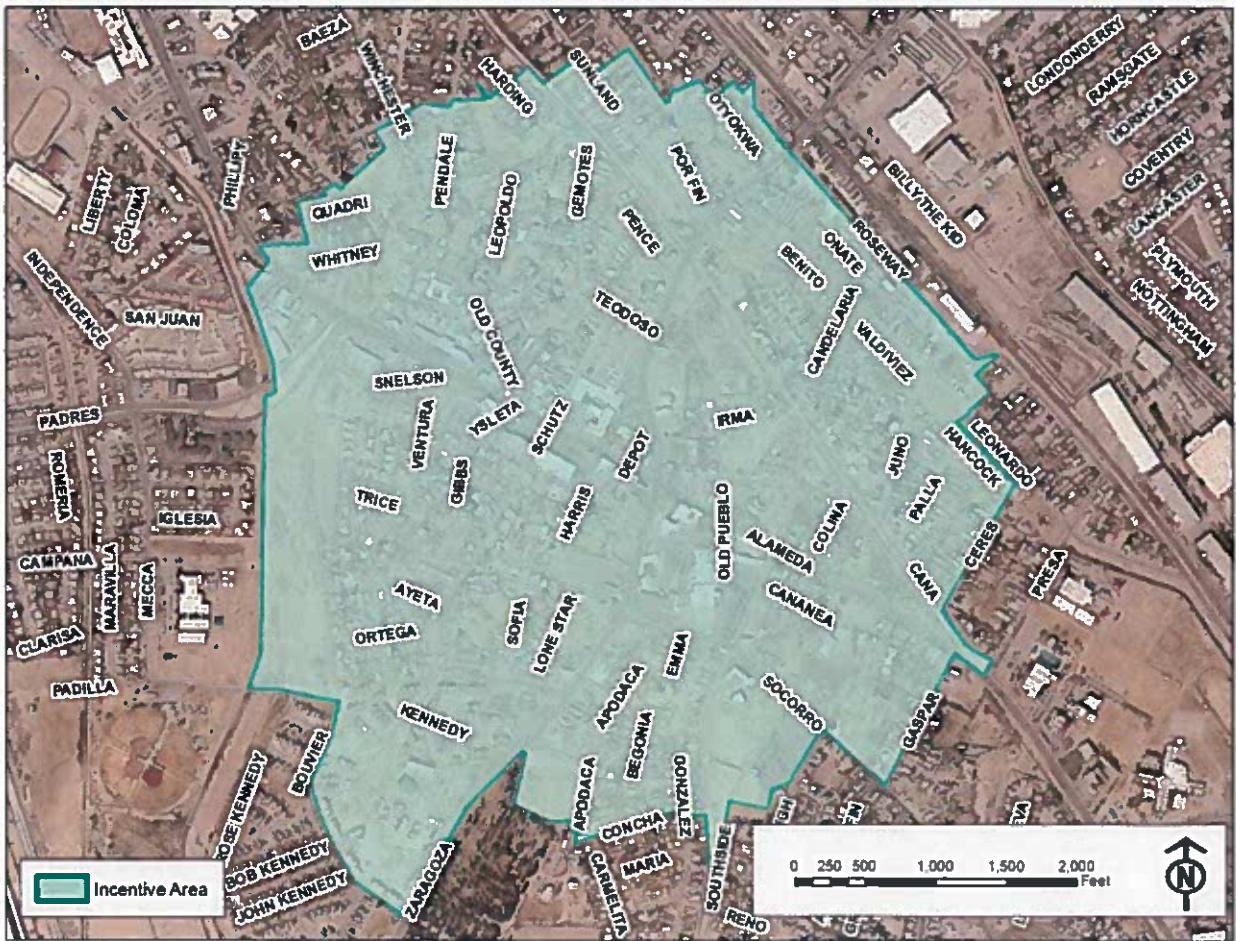 BAEZA
WINCHESTER
HARDING
SUNLAND
OTYOKWA
LONDONDERRY
RAMSGATE
HORNCASTLE
COVENTRY
LANCASTER
PLYMOUTH
NOTTINGHAM
LIBERTY
COLOMA
PHILLIPY
PENDALE
LEOPOLDO
GEMOTES
POR FIN
BILLY THE KID
QUADRI
WHITNEY
PENCE
ONATE
ROSEWAY
BENITO
INDEPENDENCE
SAN JUAN
OLD COUNTY
TEODOSO
CANDELARIA
VALDIVIEZ
SNELSON
PADRES
VENTURA
YSLETA
SCHUTZ
IRMA
DEPOT
JUNO
HANCOCK
LEONARDO
ROMERIA
GIBBS
TRICE
IGLESIA
HARRIS
OLD PUEBLO
ALAMEDA
COLINA
PALLA
CERES
CAMPANA
MARAVILLA
MECCA
CANA
PRESA
AYETA
CANANEA
CLARISA
ORTEGA
SOFIA
LONE STAR
EMMA
PADILLA
KENNEDY
APODACA
SOCORRO
GASPAR
BOUVIER
BEGONIA
ROSE KENNEDY
APODACA
GONZALEZ
CONCHA
BOB KENNEDY
MARIA
JOHN KENNEDY
ZARAGOZA
CARMELITA
SOUTHSIDE
RENO
Incentive Area
0 250 500 1,000 1,500 2,000
Feet
N